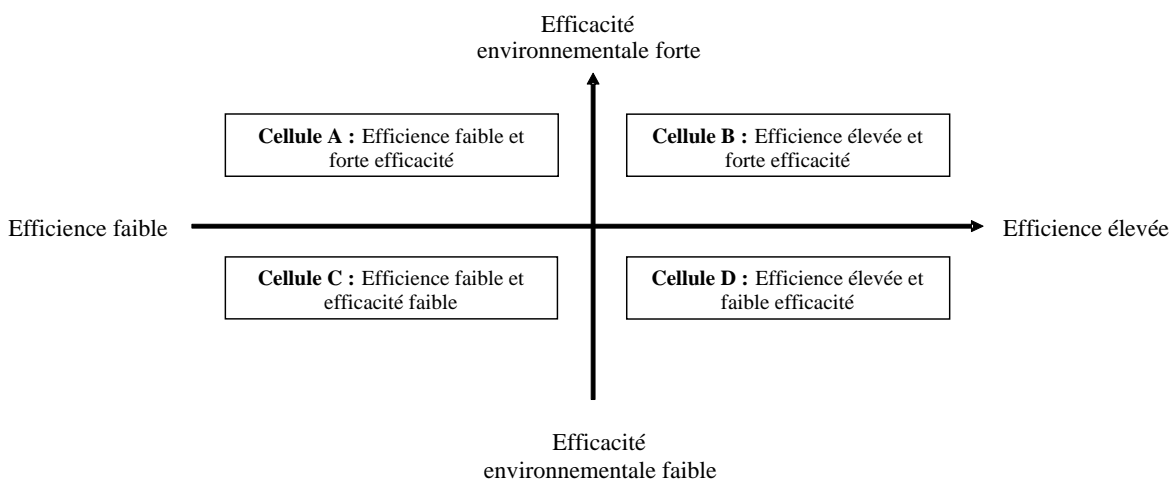 Efficacité
environnementale forte
Cellule A : Efficience faible et
forte efficacité
Cellule B : Efficience élevée et
forte efficacité
Efficience faible
Efficience élevée
Cellule C : Efficience faible et
efficacité faible
Cellule D : Efficience élevée et
faible efficacité
Efficacité
environnementale faible